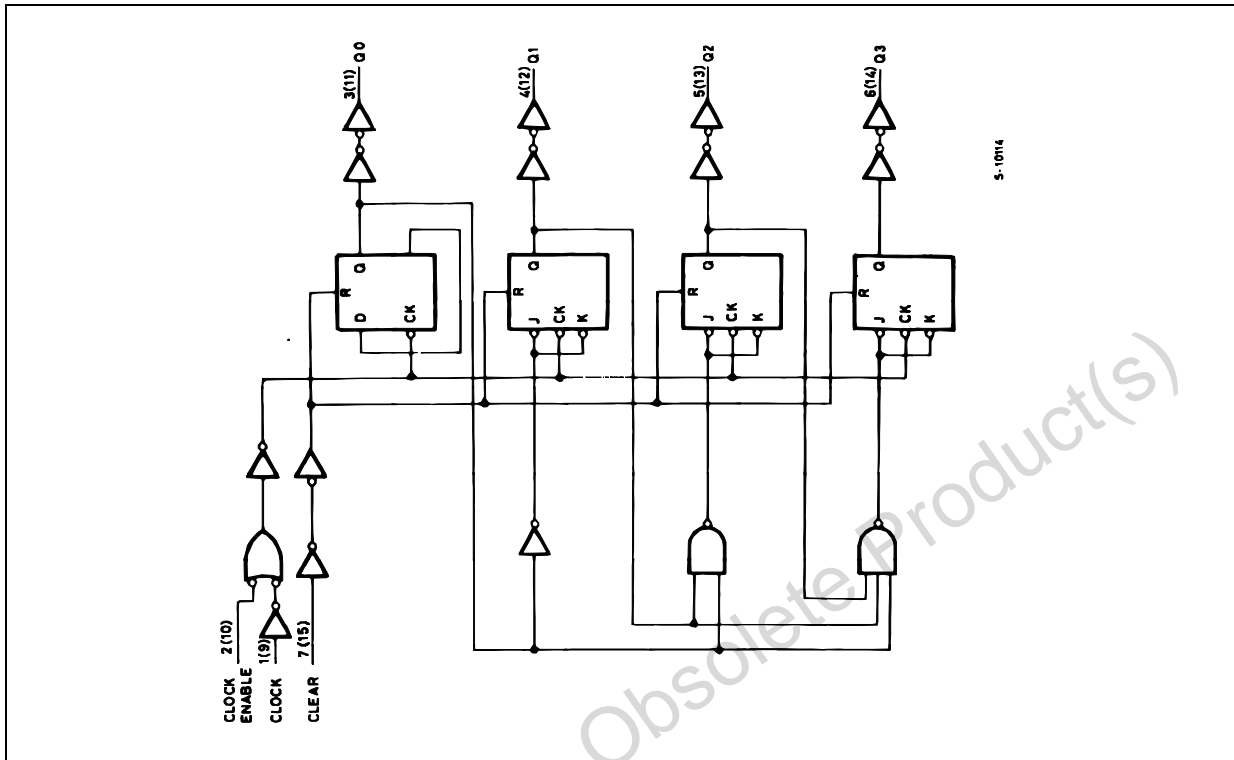 3(11) Q0
4(12) Q1
5(13) Q2
6(14) Q3
S-10114
Q
R
D
CK
Q
R
J
CK
K
Q
R
J
CK
K
Q
R
J
CK
K
2(10)
CLOCK
ENABLE
1(9)
CLOCK
7(15)
CLEAR
Obsolete Product(s)